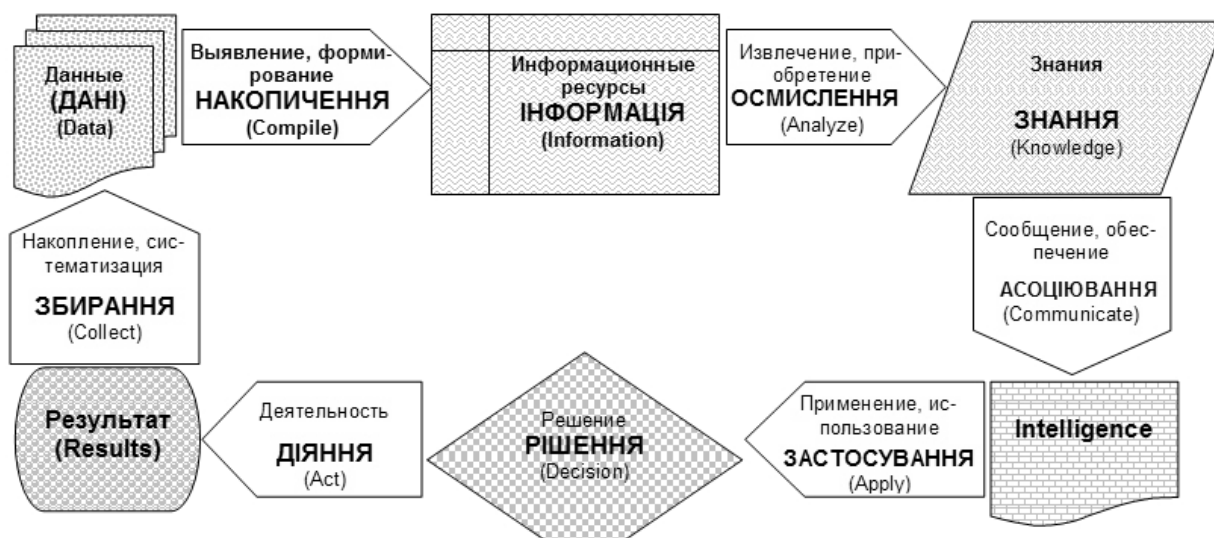 Данные
(ДАНІ)
(Data)
Выявление, форми-
рование
НАКОПИЧЕННЯ
(Compile)
Информационные
ресурсы
ІНФОРМАЦІЯ
(Information)
Извлечение, при-
обретение
ОСМИСЛЕННЯ
(Analyze)
Знания
ЗНАННЯ
(Knowledge)
Сообщение, обес-
печение
АСОЦІЮВАННЯ
(Communicate)
Intelligence
Применение, ис-
пользование
ЗАСТОСУВАННЯ
(Apply)
Решение
РІШЕННЯ
(Decision)
Деятельность
ДІЯННЯ
(Act)
Результат
(Results)
Накопление, сис-
тематизация
ЗБИРАННЯ
(Collect)